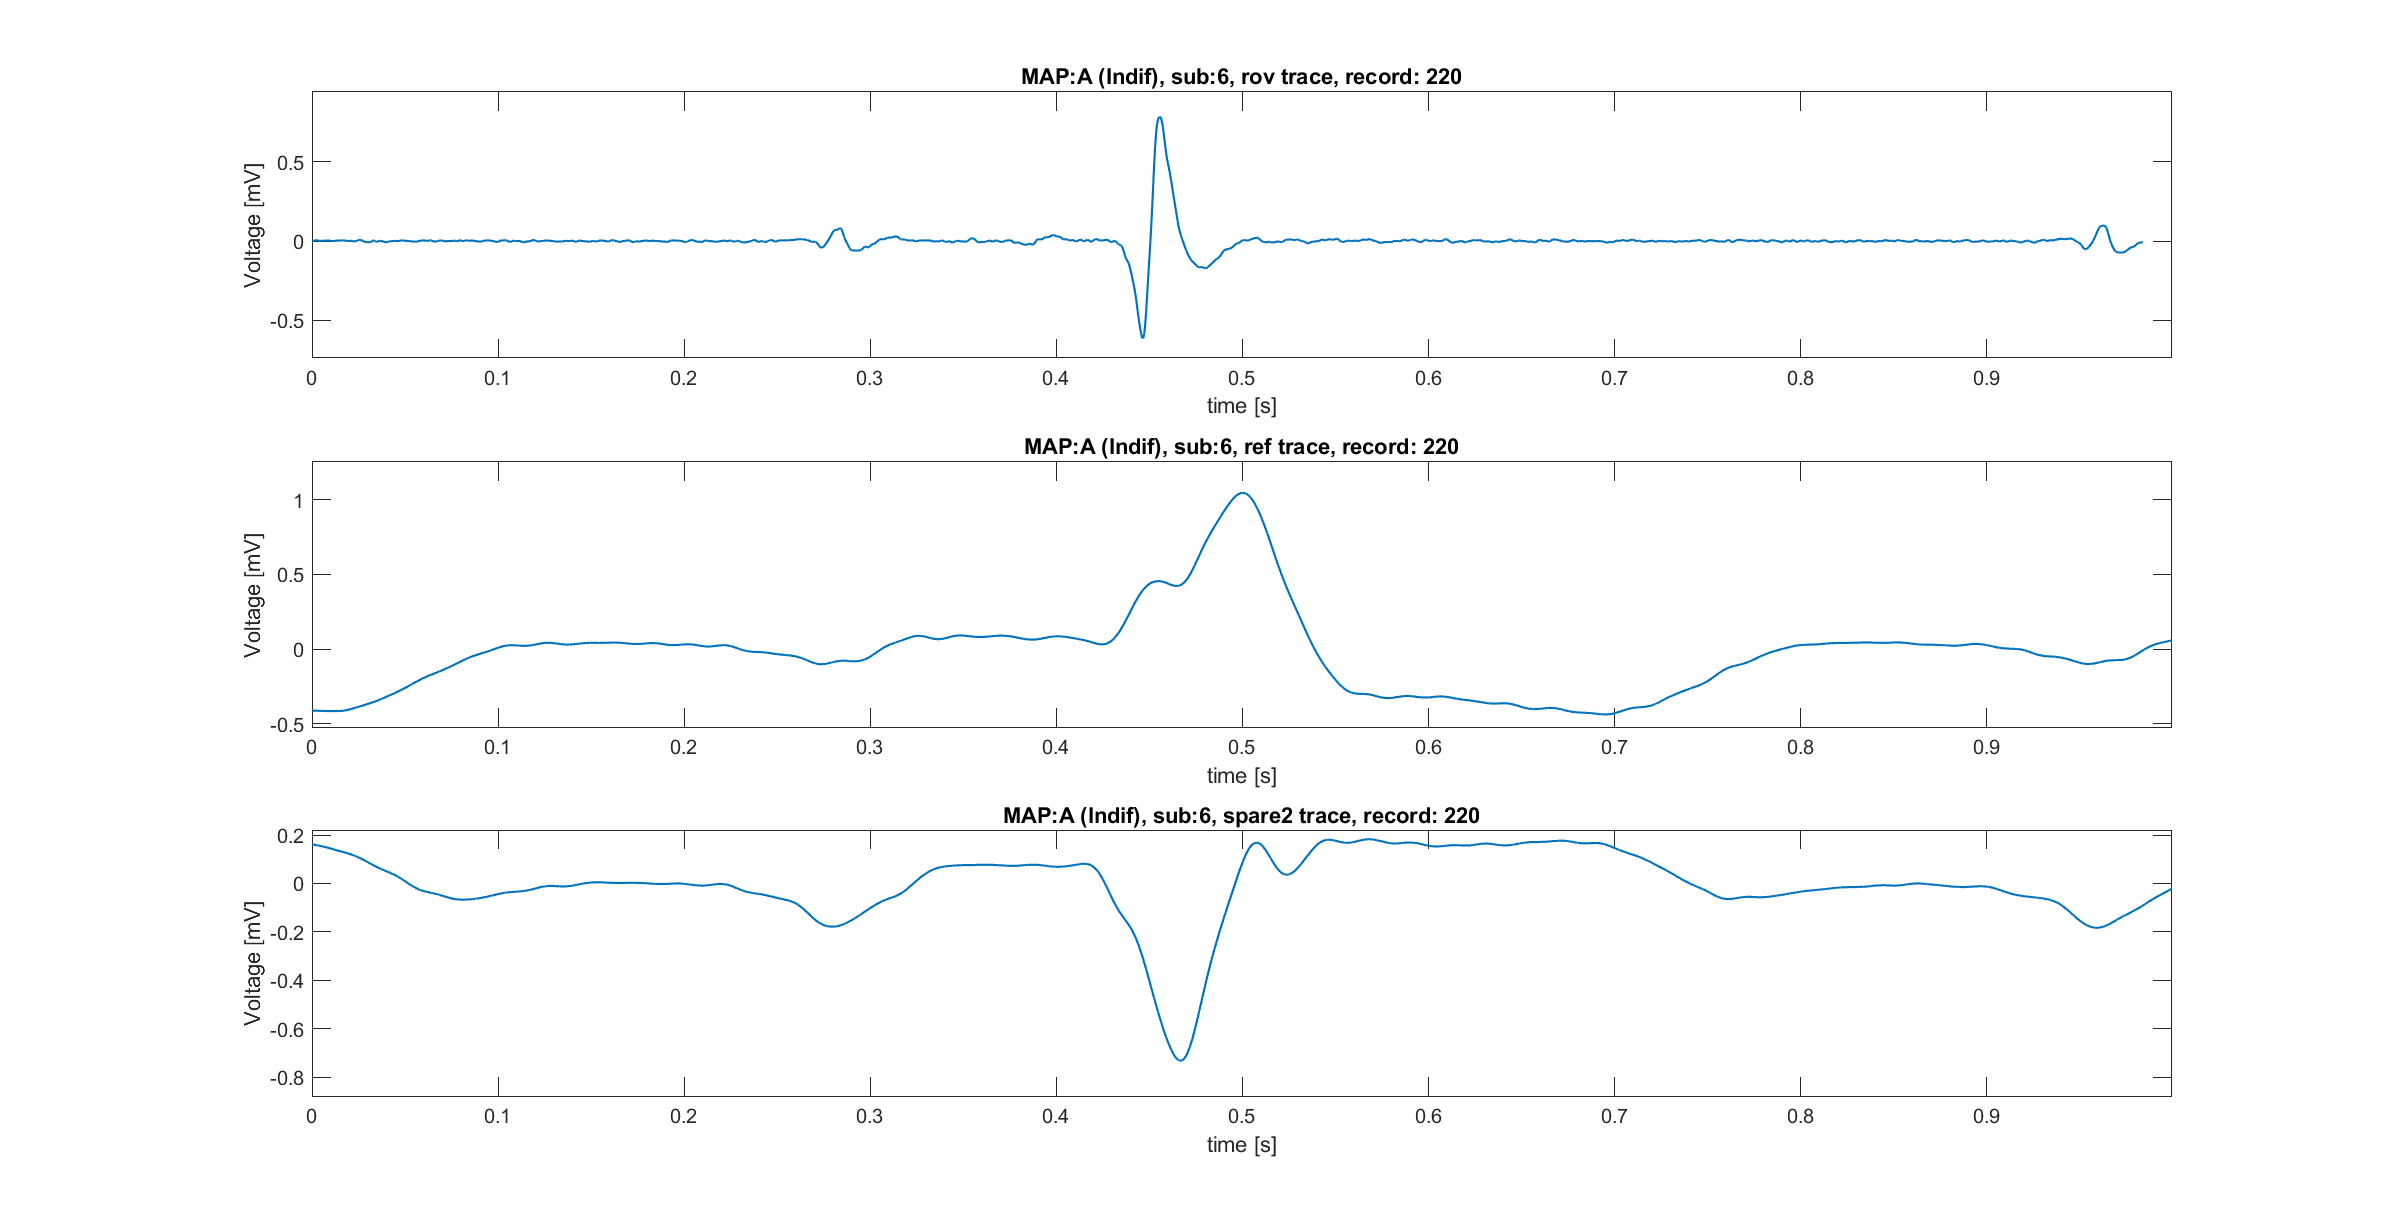 MAP:A (Indif), sub:6, rov trace, record: 220
Voltage [mV]
0.5
0
-0.5
0 0.1 0.2 0.3 0.4 0.5 0.6 0.7 0.8 0.9
time [s]
MAP:A (Indif), sub:6, ref trace, record: 220
Voltage [mV]
1
0.5
0
-0.5
0 0.1 0.2 0.3 0.4 0.5 0.6 0.7 0.8 0.9
time [s]
MAP:A (Indif), sub:6, spare2 trace, record: 220
Voltage [mV]
0.2
0
-0.2
-0.4
-0.6
-0.8
0 0.1 0.2 0.3 0.4 0.5 0.6 0.7 0.8 0.9
time [s]